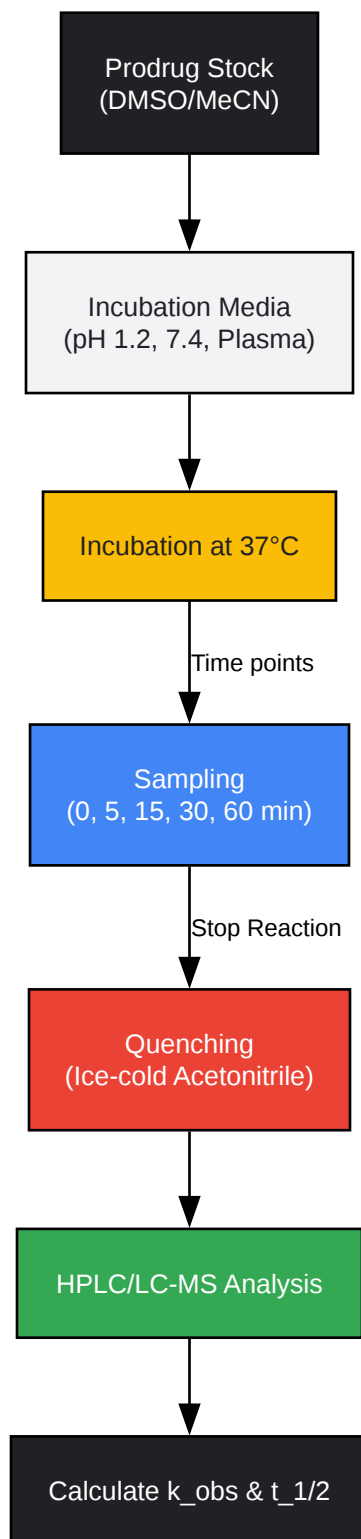 Prodrug Stock
(DMSO/MeCN)
Incubation Media
(pH 1.2, 7.4, Plasma)
Incubation at 37°C
Time points
Sampling
(0, 5, 15, 30, 60 min)
Stop Reaction
Quenching
(Ice-cold Acetonitrile)
HPLC/LC-MS Analysis
Calculate k_obs & t_1/2